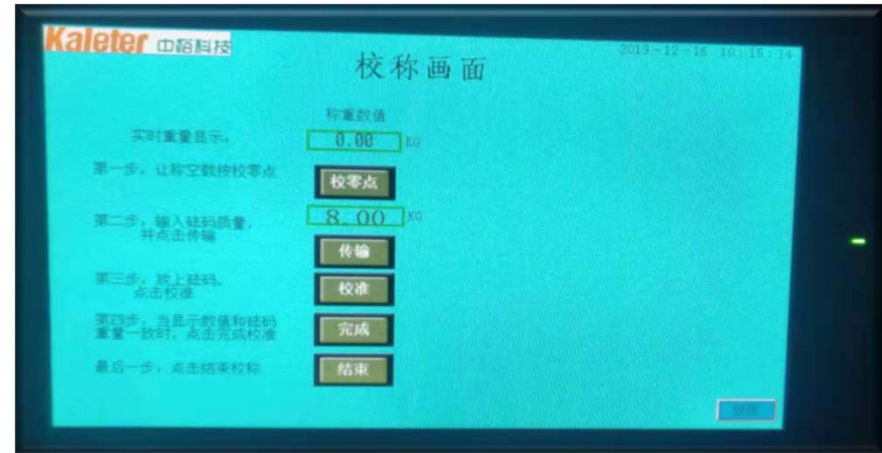 Kaleter 中韬科技
2019-12-16 10:15:14
校称画面
称重数值
实时重量显示,
0.00 KG
第一步, 让称空载按校零点
校零点
8.00 KG
第二步, 输入砝码质量,
并点击传输
传输
第三步, 放上砝码,
点击校准
校准
第四步, 当显示数值和砝码
重量一致时, 点击完成校准
完成
最后一步, 点击结束校称
结束
返回